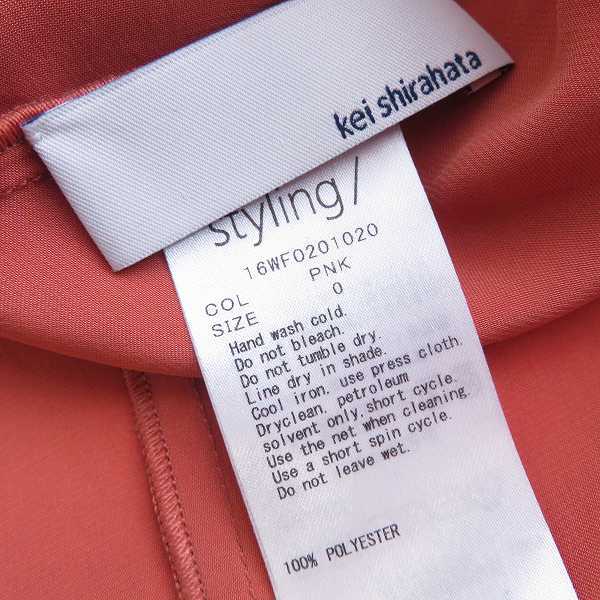 kei shirahata
styling/
16WF0201020
COL PNK
SIZE 0
Hand wash cold.
Do not bleach.
Do not tumble dry.
Line dry in shade.
Cool iron, use press cloth.
Dryclean, petroleum
solvent only, short cycle.
Use the net when cleaning.
Use a short spin cycle.
Do not leave wet.
100% POLYESTER